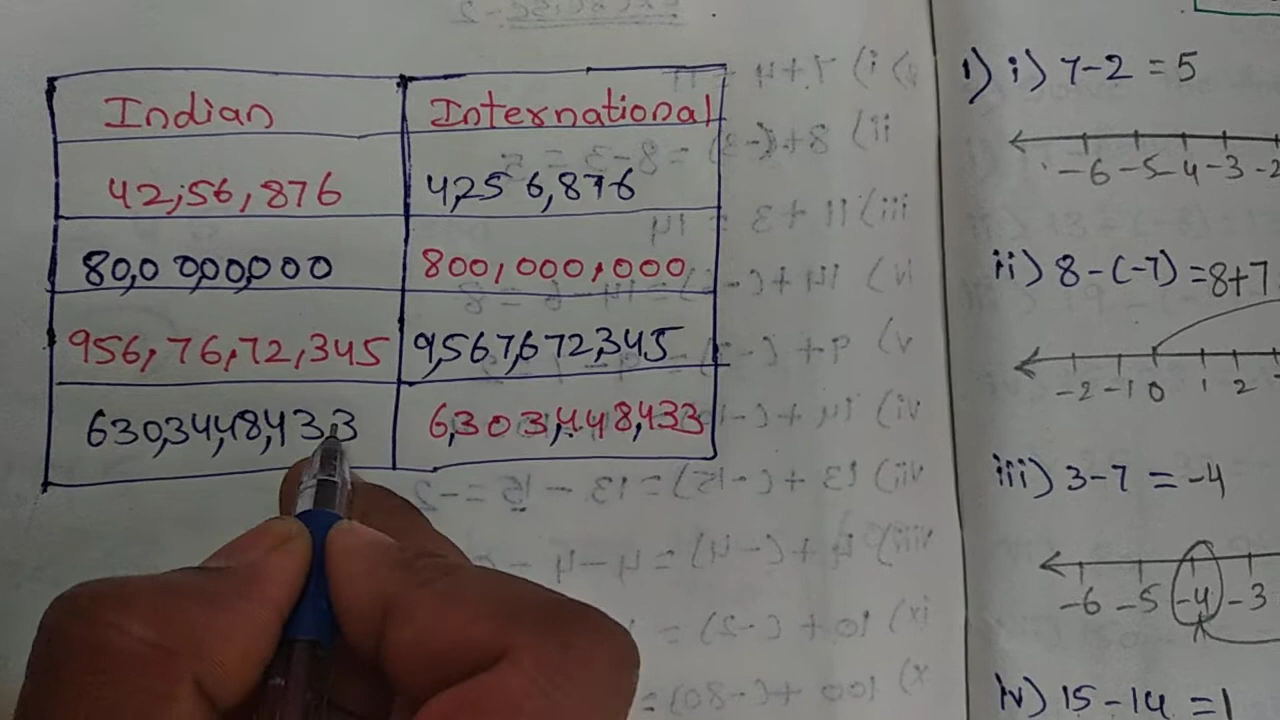 Indian International
42,56,876 4,256,876
80,00,00,000 800,000,000
956,76,72,345 9,567,672,345
630,34,48,433 6,303,448,433
1) i) 7-2 = 5
-6 -5 -4 -3 -2
ii) 8-(-7) = 8+7
-2 -1 0 1 2
iii) 3-7 = -4
-6 -5 -4 -3
iv) 15-14 = 1